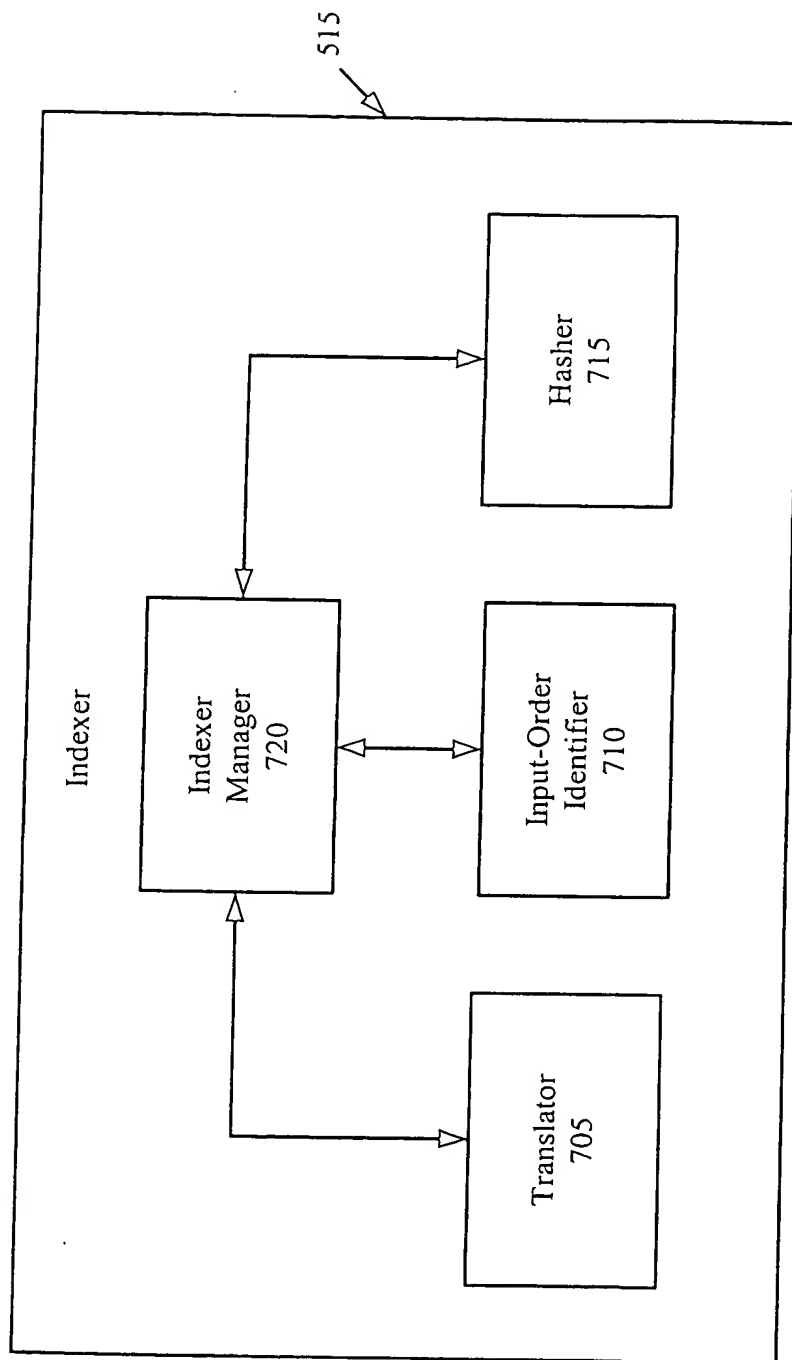 515
Indexer
Indexer
Manager
720
Translator
705
Input-Order
Identifier
710
Hasher
715